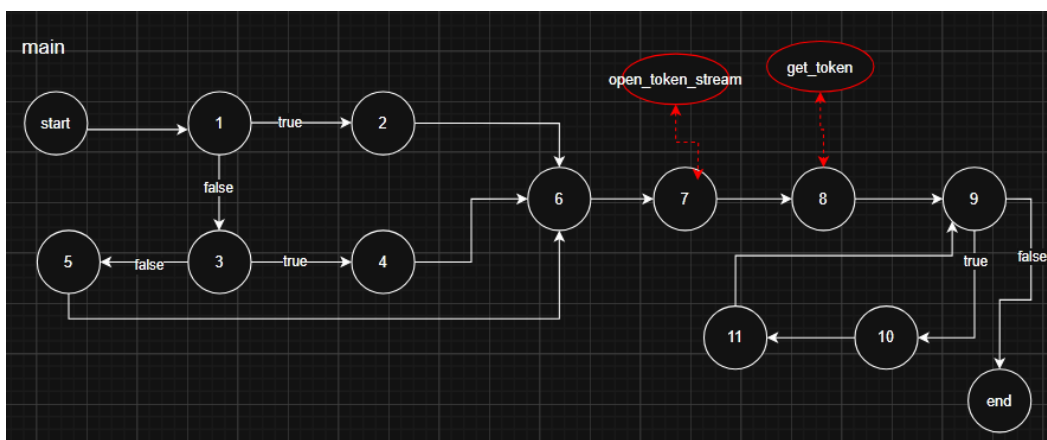 main
open_token_stream
get_token
start
1
true
2
false
6
7
8
9
5
false
3
true
4
true
false
11
10
end